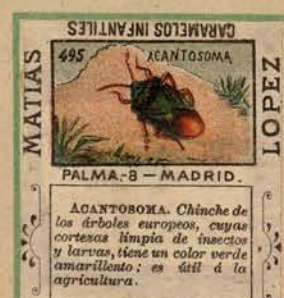 CARAMELOS INFANTILES
MATIAS
LOPEZ
495 ACANTOSOMA
PALMA,-8 — MADRID.
ACANTOSOMA. Chinche de
los árboles europeos, cuyas
cortezas limpia de insectos
y larvas, tiene un color verde
amarillento; es útil á la
agricultura.